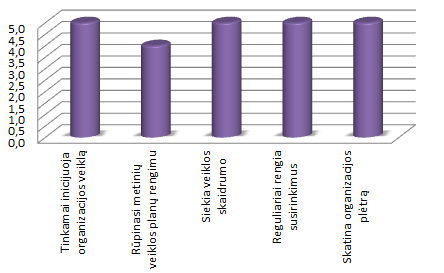 5,0
4,5
4,0
3,5
3,0
2,5
2,0
1,5
1,0
0,5
0,0
Tinkamai inicijuoja
organizacijos veiklą
Rūpinasi metinių
veiklos planų rengimu
Siekia veiklos
skaidrumo
Reguliariai rengia
susirinkimus
Skatina organizacijos
plėtrą